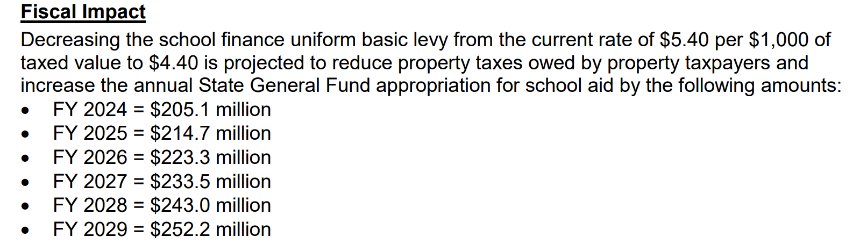 Fiscal Impact
Decreasing the school finance uniform basic levy from the current rate of $5.40 per $1,000 of
taxed value to $4.40 is projected to reduce property taxes owed by property taxpayers and
increase the annual State General Fund appropriation for school aid by the following amounts:
• FY 2024 = $205.1 million
• FY 2025 = $214.7 million
• FY 2026 = $223.3 million
• FY 2027 = $233.5 million
• FY 2028 = $243.0 million
• FY 2029 = $252.2 million